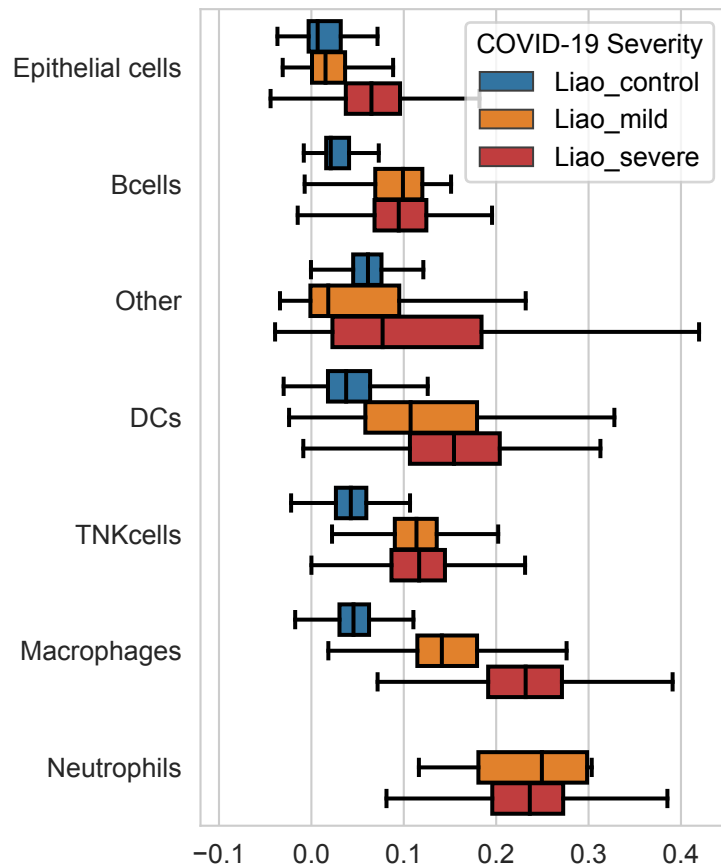 COVID-19 Severity
Liao_control
Liao_mild
Liao_severe
Epithelial cells
Bcells
Other
DCs
TNKcells
Macrophages
Neutrophils
−0.1 0.0 0.1 0.2 0.3 0.4